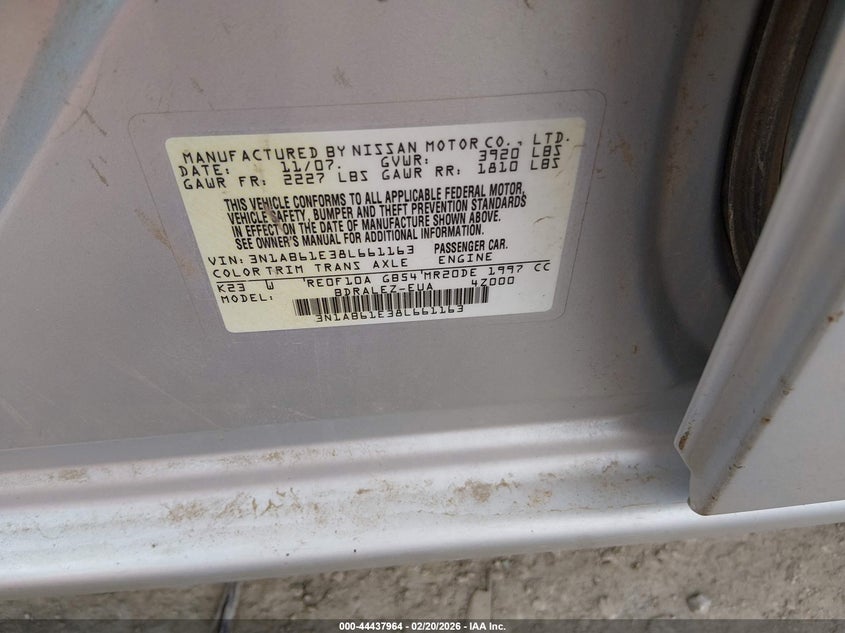 MANUFACTURED BY NISSAN MOTOR CO., LTD.
DATE: 11/07. GVWR: 3920 LBS
GAWR FR: 2227 LBS GAWR RR: 1810 LBS
THIS VEHICLE CONFORMS TO ALL APPLICABLE FEDERAL MOTOR
VEHICLE SAFETY, BUMPER AND THEFT PREVENTION STANDARDS
IN EFFECT ON THE DATE OF MANUFACTURE SHOWN ABOVE.
SEE OWNER'S MANUAL FOR ADDITIONAL INFORMATION.
VIN: 3N1AB61E38L661163 PASSENGER CAR.
COLOR TRIM TRANS AXLE ENGINE
K23 W 'RE0F10A GB54'MR20DE 1997 CC
MODEL: BDRALEZ-EUA 4Z000
3N1AB61E38L661163
000-44437964 | 02/20/2026 - IAA Inc.